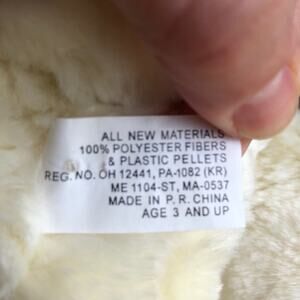 ALL NEW MATERIALS
100% POLYESTER FIBERS
& PLASTIC PELLETS
REG. NO. OH 12441, PA-1082 (KR)
ME 1104-ST, MA-0537
MADE IN P. R. CHINA
AGE 3 AND UP